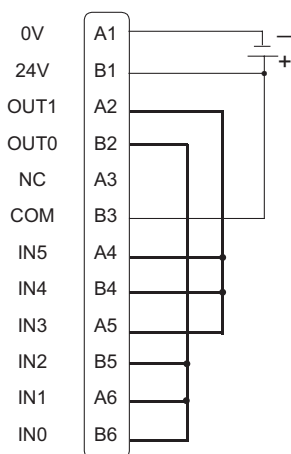 0V A1 −
24V B1 +
OUT1 A2
OUT0 B2
NC A3
COM B3
IN5 A4
IN4 B4
IN3 A5
IN2 B5
IN1 A6
IN0 B6